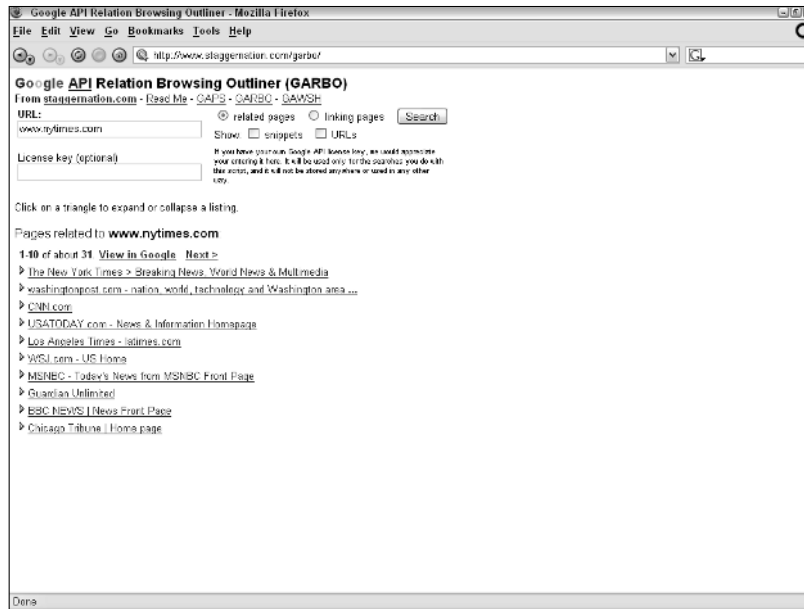 Google API Relation Browsing Outliner - Mozilla Firefox
File Edit View Go Bookmarks Tools Help
http://www.staggernation.com/garbo/
Google API Relation Browsing Outliner (GARBO)
From staggernation.com - Read Me - GAPS - GARBO - GAWSH
URL:
related pages linking pages Search
www.nytimes.com
Show: snippets URLs
License key (optional)
If you have your own Google API license key, we would appreciate
your entering it here. It will be used only for the searches you do with
this script, and it will not be stored anywhere or used in any other
way.
Click on a triangle to expand or collapse a listing.
Pages related to www.nytimes.com
1-10 of about 31 View in Google Next >
The New York Times > Breaking News, World News & Multimedia
washingtonpost.com - nation, world, technology and Washington area ...
CNN.com
USATODAY.com - News & Information Homepage
Los Angeles Times - latimes.com
WSJ.com - US Home
MSNBC - Today's News from MSNBC Front Page
Guardian Unlimited
BBC NEWS | News Front Page
Chicago Tribune | Home page
Done